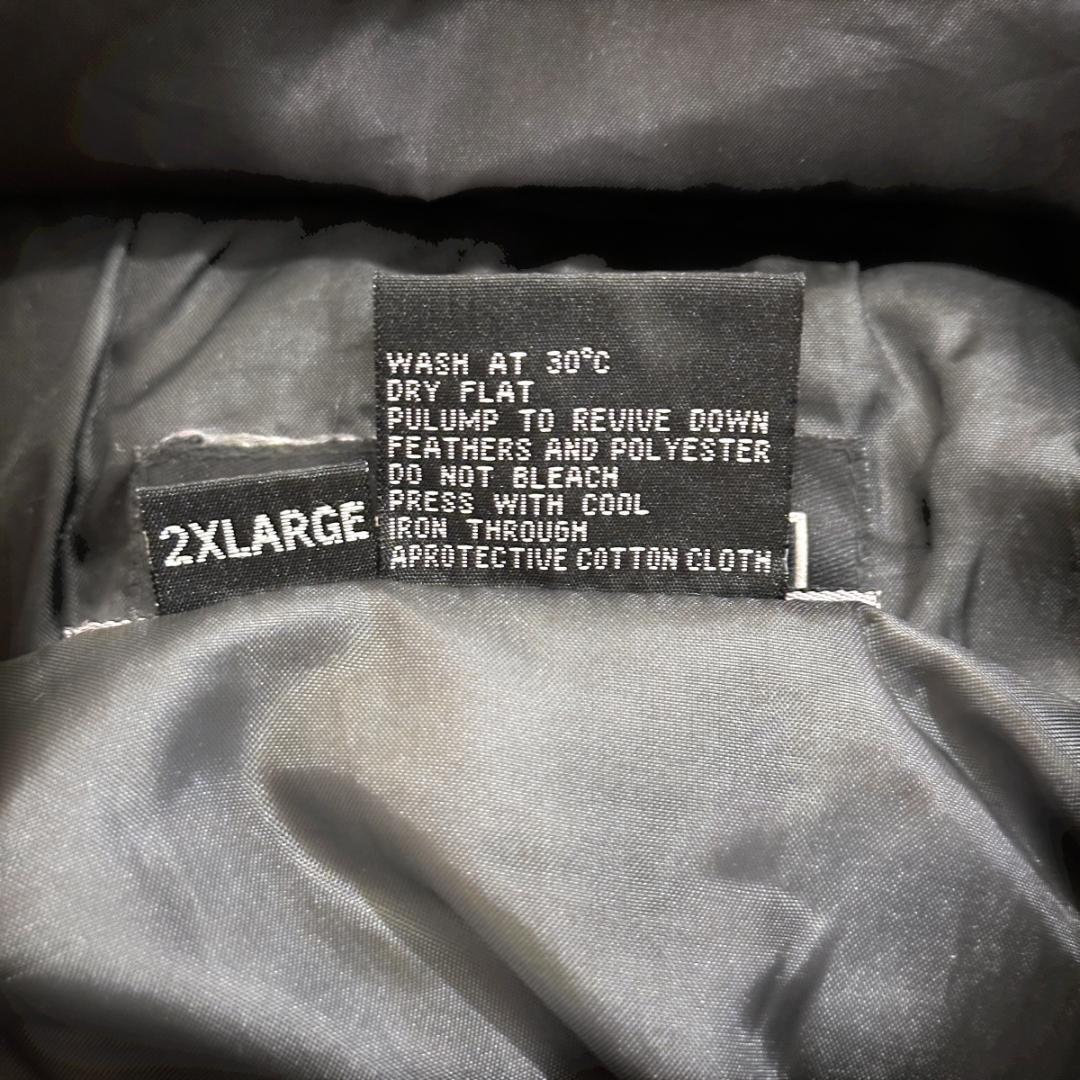 WASH AT 30°C
DRY FLAT
PULUMP TO REVIVE DOWN
FEATHERS AND POLYESTER
DO NOT BLEACH
PRESS WITH COOL
IRON THROUGH
APROTECTIVE COTTON CLOTH
2XLARGE